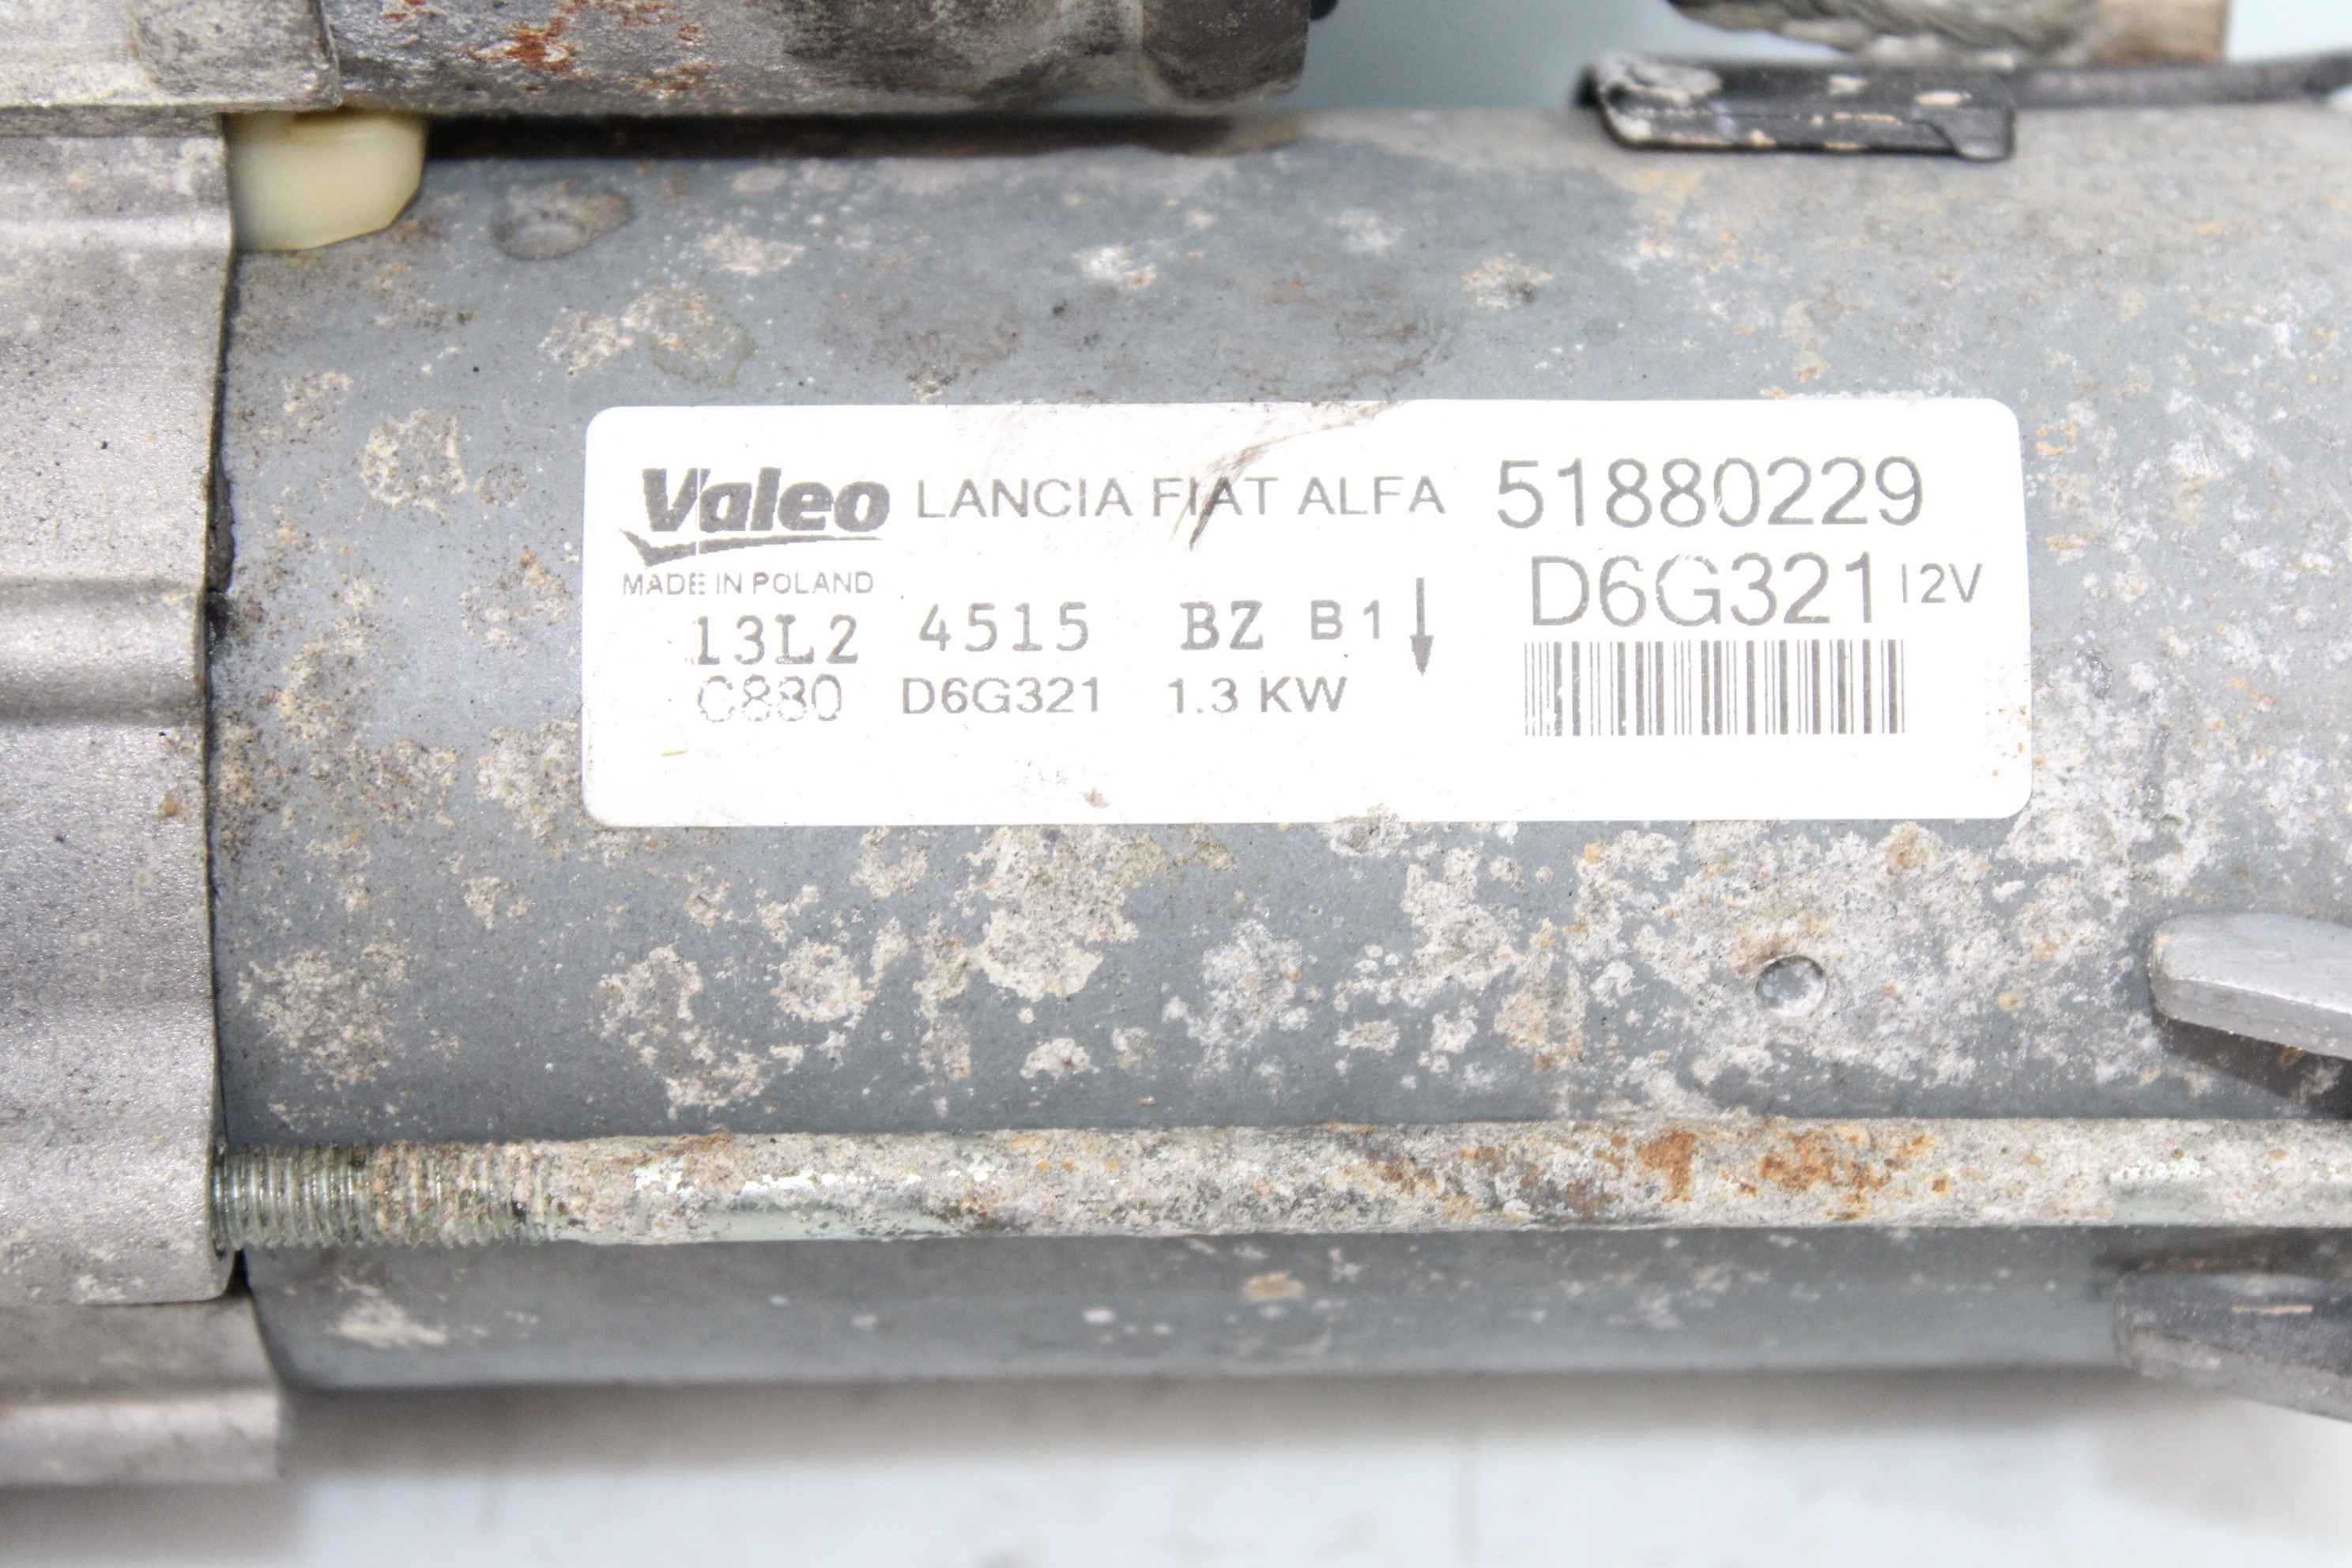 Valeo LANCIA FIAT ALFA 51880229
MADE IN POLAND
D6G321 12V
13L2 4515 BZ B1
C880 D6G321 1.3 KW